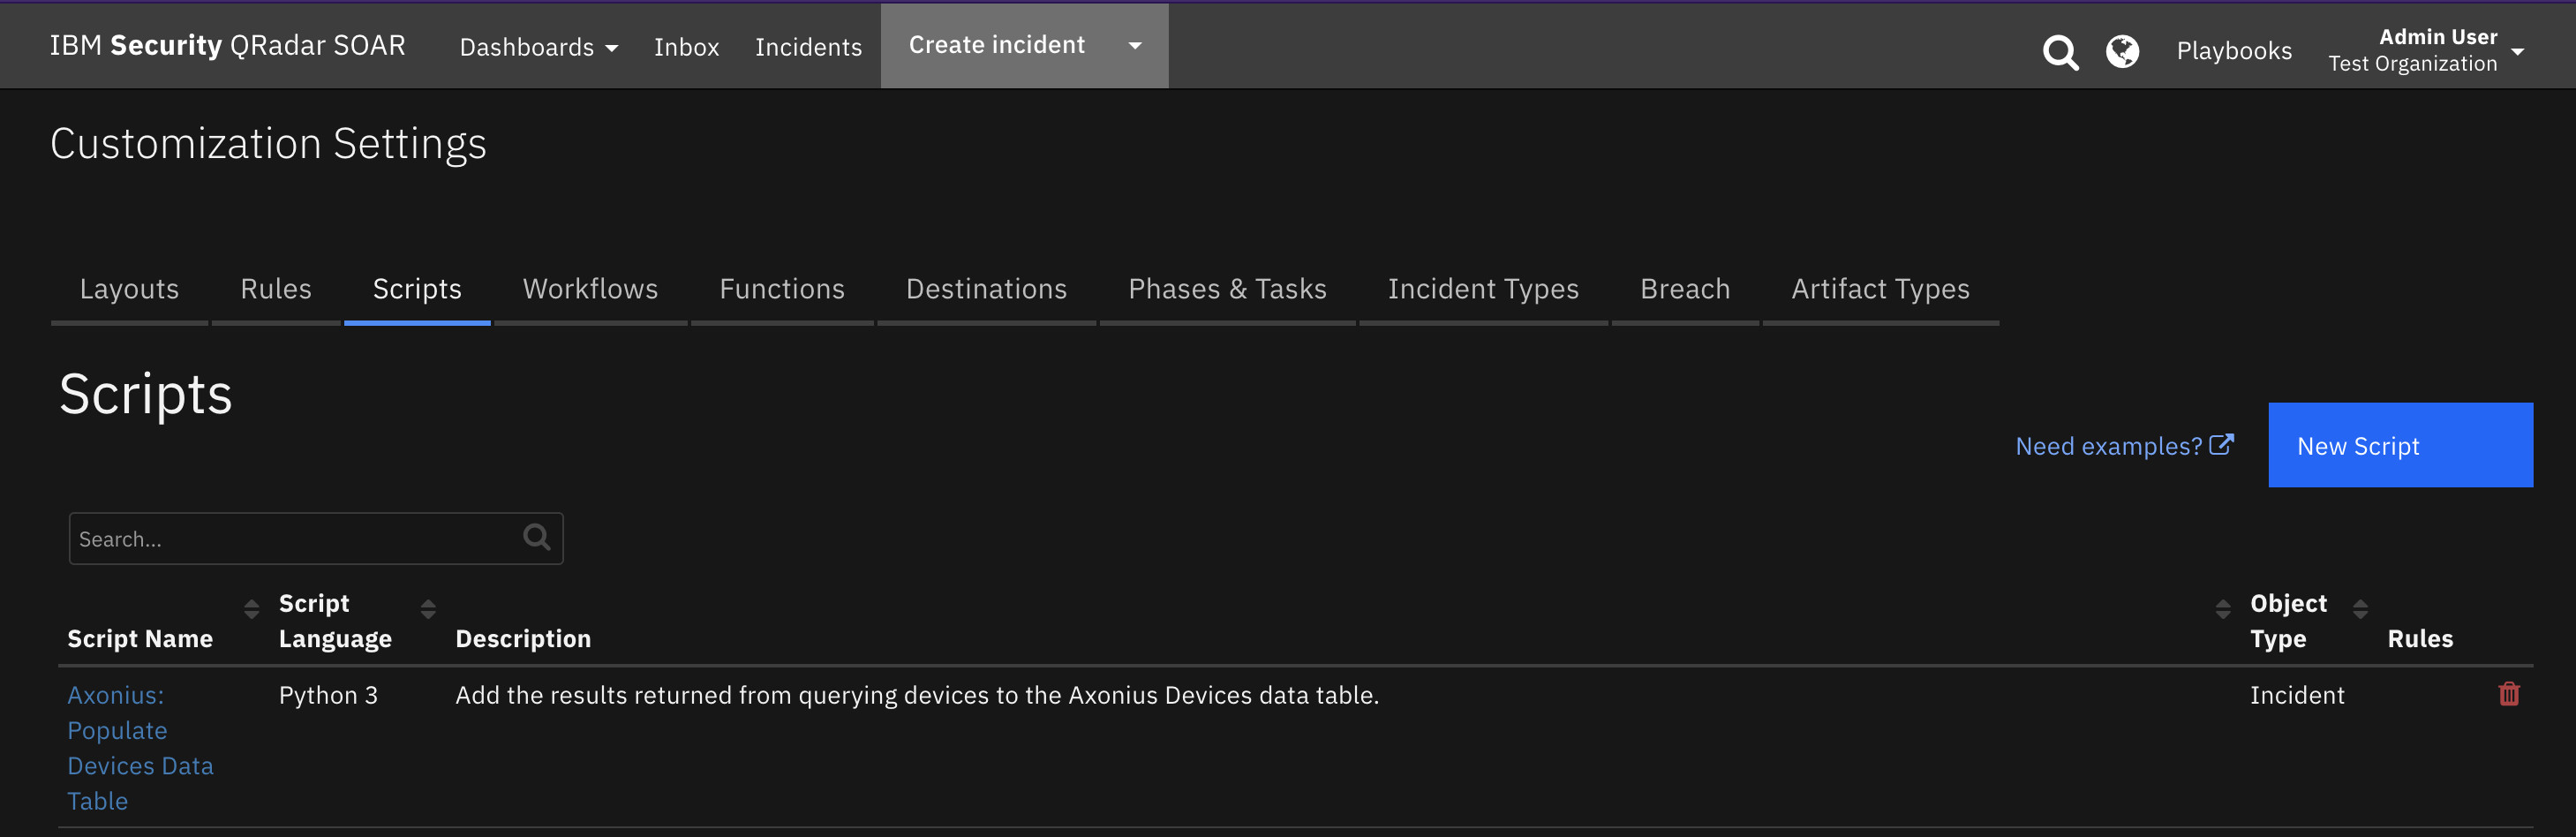 IBM Security QRadar SOAR Dashboards Inbox Incidents Create incident Playbooks Admin User
Test Organization
Customization Settings
Layouts Rules Scripts Workflows Functions Destinations Phases & Tasks Incident Types Breach Artifact Types
Scripts
Need examples? New Script
Search...
Script Name Script Language Description Object Type Rules
Axonius: Python 3 Add the results returned from querying devices to the Axonius Devices data table. Incident
Populate
Devices Data
Table